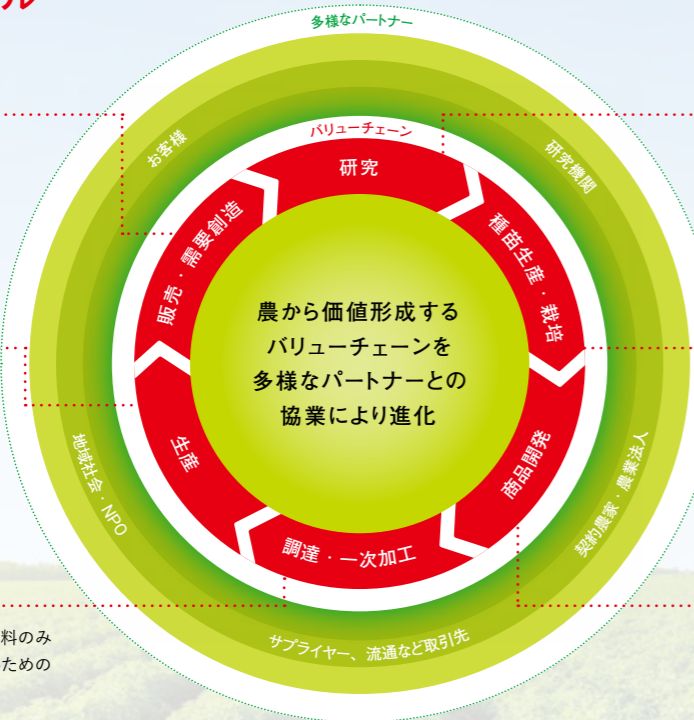 ル
多様なパートナー
お客様
バリューチェーン
研究機関
研究
種苗生産・栽培
販売・需要創造
農から価値形成する
バリューチェーンを
多様なパートナーとの
協業により進化
生産
商品開発
地域社会・NPO
契約農家・農業法人
調達・一次加工
サプライヤー、流通など取引先
料のみ
ための